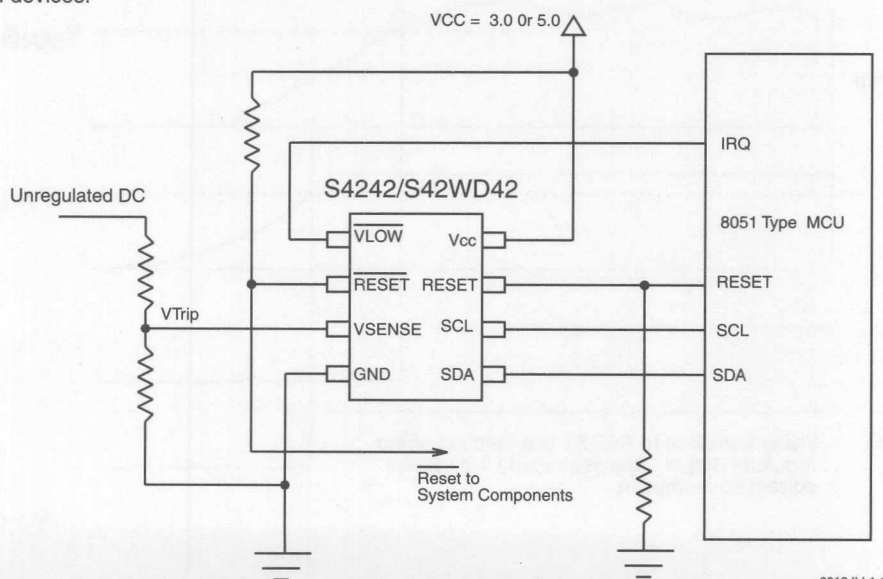 devices.
VCC = 3.0 0r 5.0
IRQ
S4242/S42WD42
Unregulated DC
8051 Type MCU
VLOW
Vcc
RESET
RESET
RESET
VTrip
VSENSE
SCL
SCL
GND
SDA
SDA
Reset to
System Components